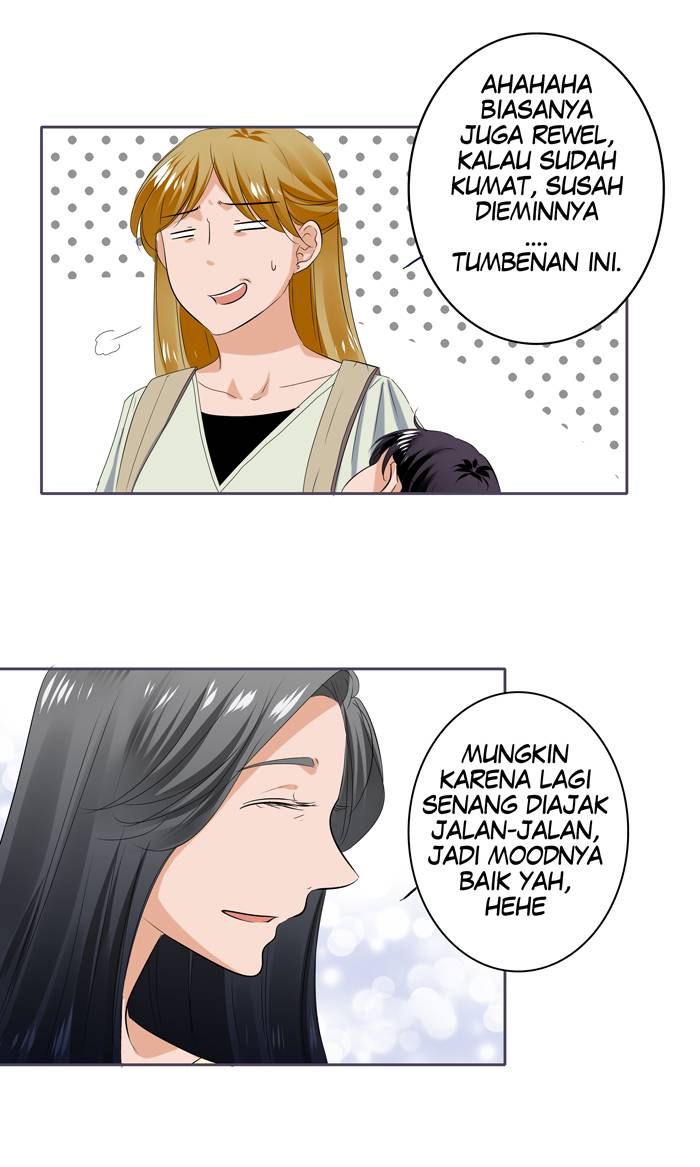 AHAHAHA
BIASANYA
JUGA REWEL,
KALAU SUDAH
KUMAT, SUSAH
DIEMINNYA
....
TUMBENAN INI.
MUNGKIN
KARENA LAGI
SENANG DIAJAK
JALAN-JALAN,
JADI MOODNYA
BAIK YAH,
HEHE